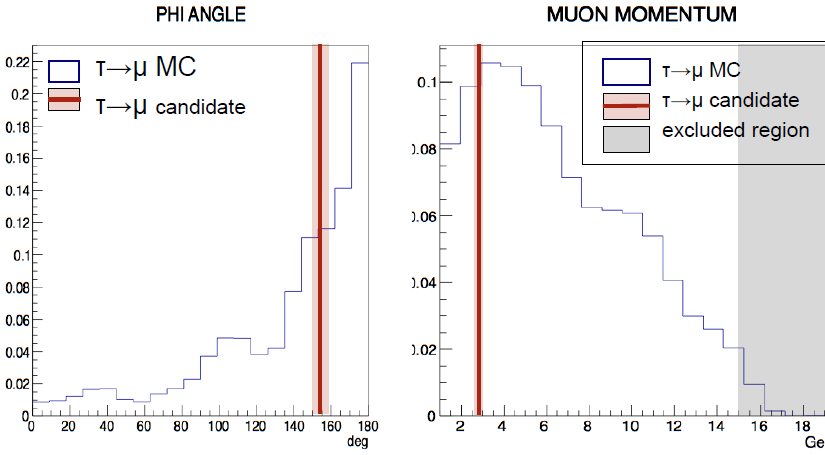 PHI ANGLE
τ→μ MC
τ→μ candidate
0.22
0.2
0.18
0.16
0.14
0.12
0.1
0.08
0.06
0.04
0.02
0
0 20 40 60 80 100 120 140 160 180
deg
MUON MOMENTUM
τ→μ MC
τ→μ candidate
excluded region
0.1
0.08
).06
).04
).02
0
2 4 6 8 10 12 14 16 18
Ge